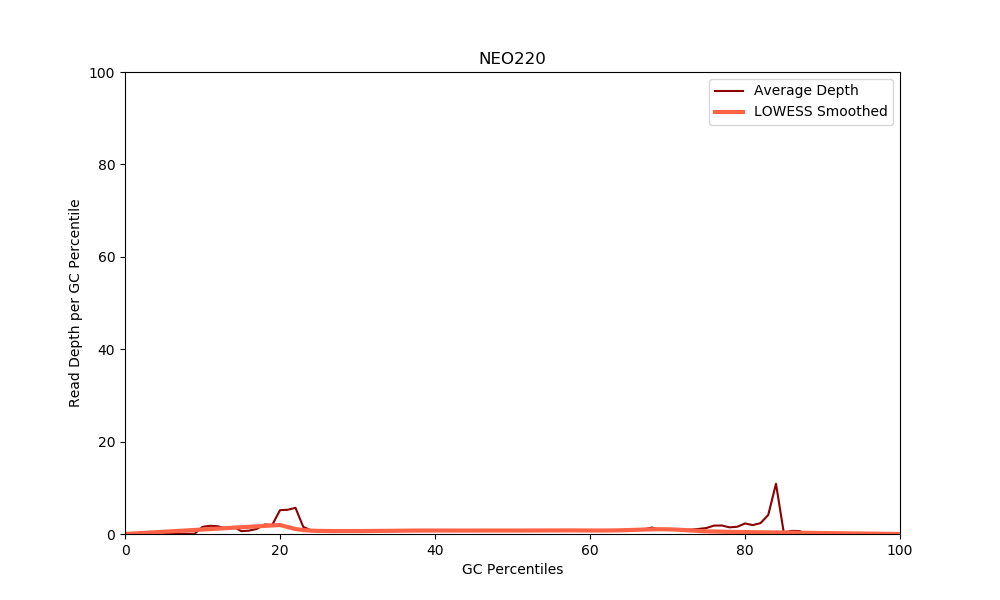 NEO220
100
80
60
40
20
0
Read Depth per GC Percentile
Average Depth
LOWESS Smoothed
0 20 40 60 80 100
GC Percentiles